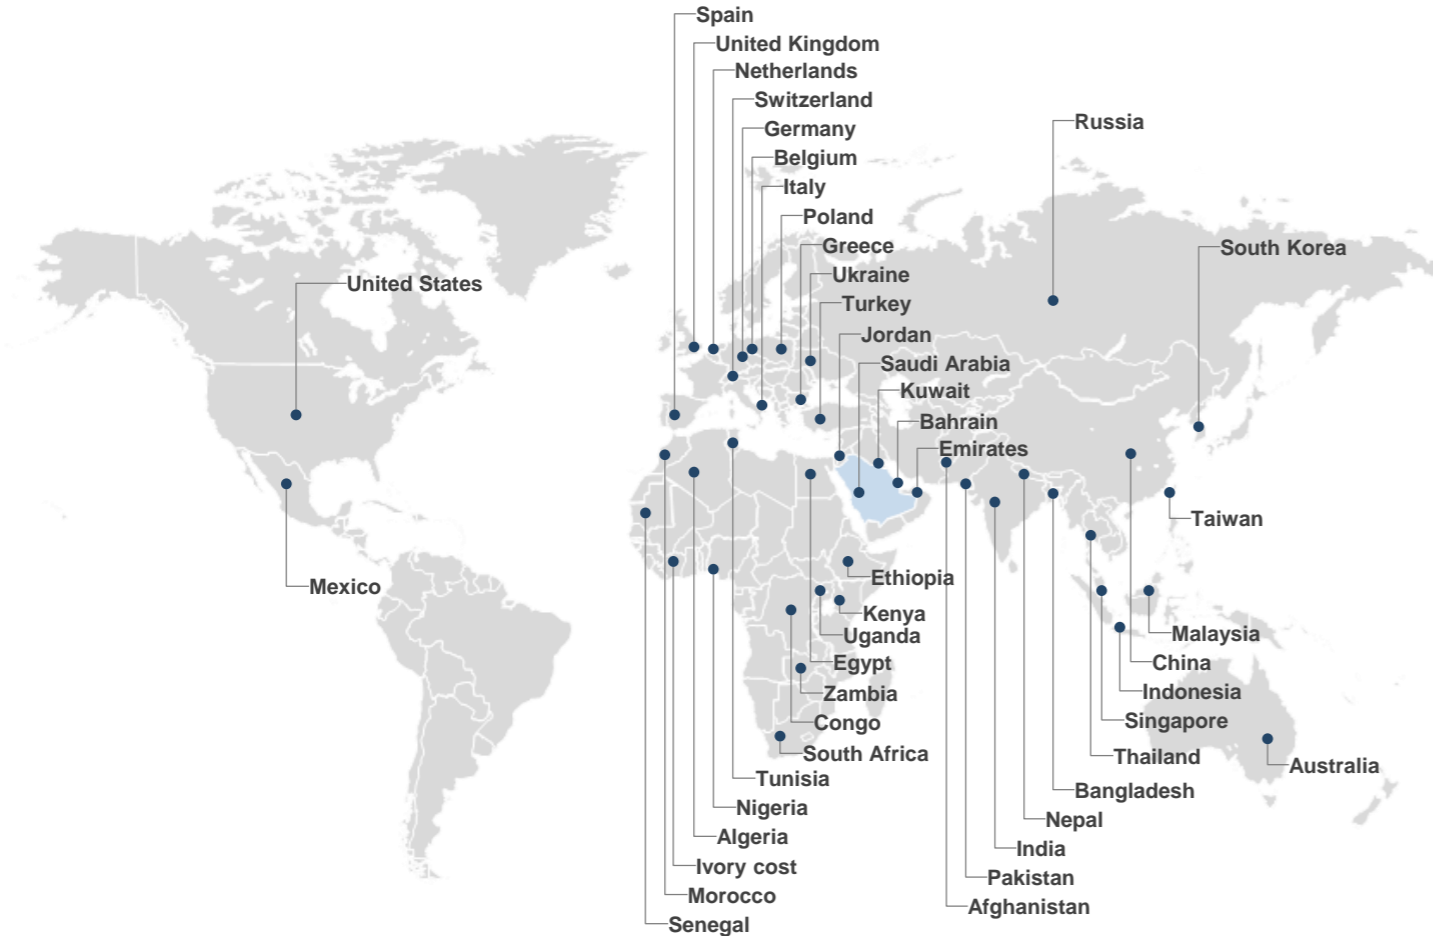 Spain
United Kingdom
Netherlands
Switzerland
Germany
Belgium
Italy
Poland
Greece
Ukraine
Turkey
Jordan
Saudi Arabia
Kuwait
Bahrain
Emirates
Russia
South Korea
United States
Mexico
Taiwan
Ethiopia
Kenya
Uganda
Egypt
Zambia
Congo
South Africa
Tunisia
Nigeria
Algeria
Ivory cost
Morocco
Senegal
Malaysia
China
Indonesia
Singapore
Thailand
Australia
Bangladesh
Nepal
India
Pakistan
Afghanistan